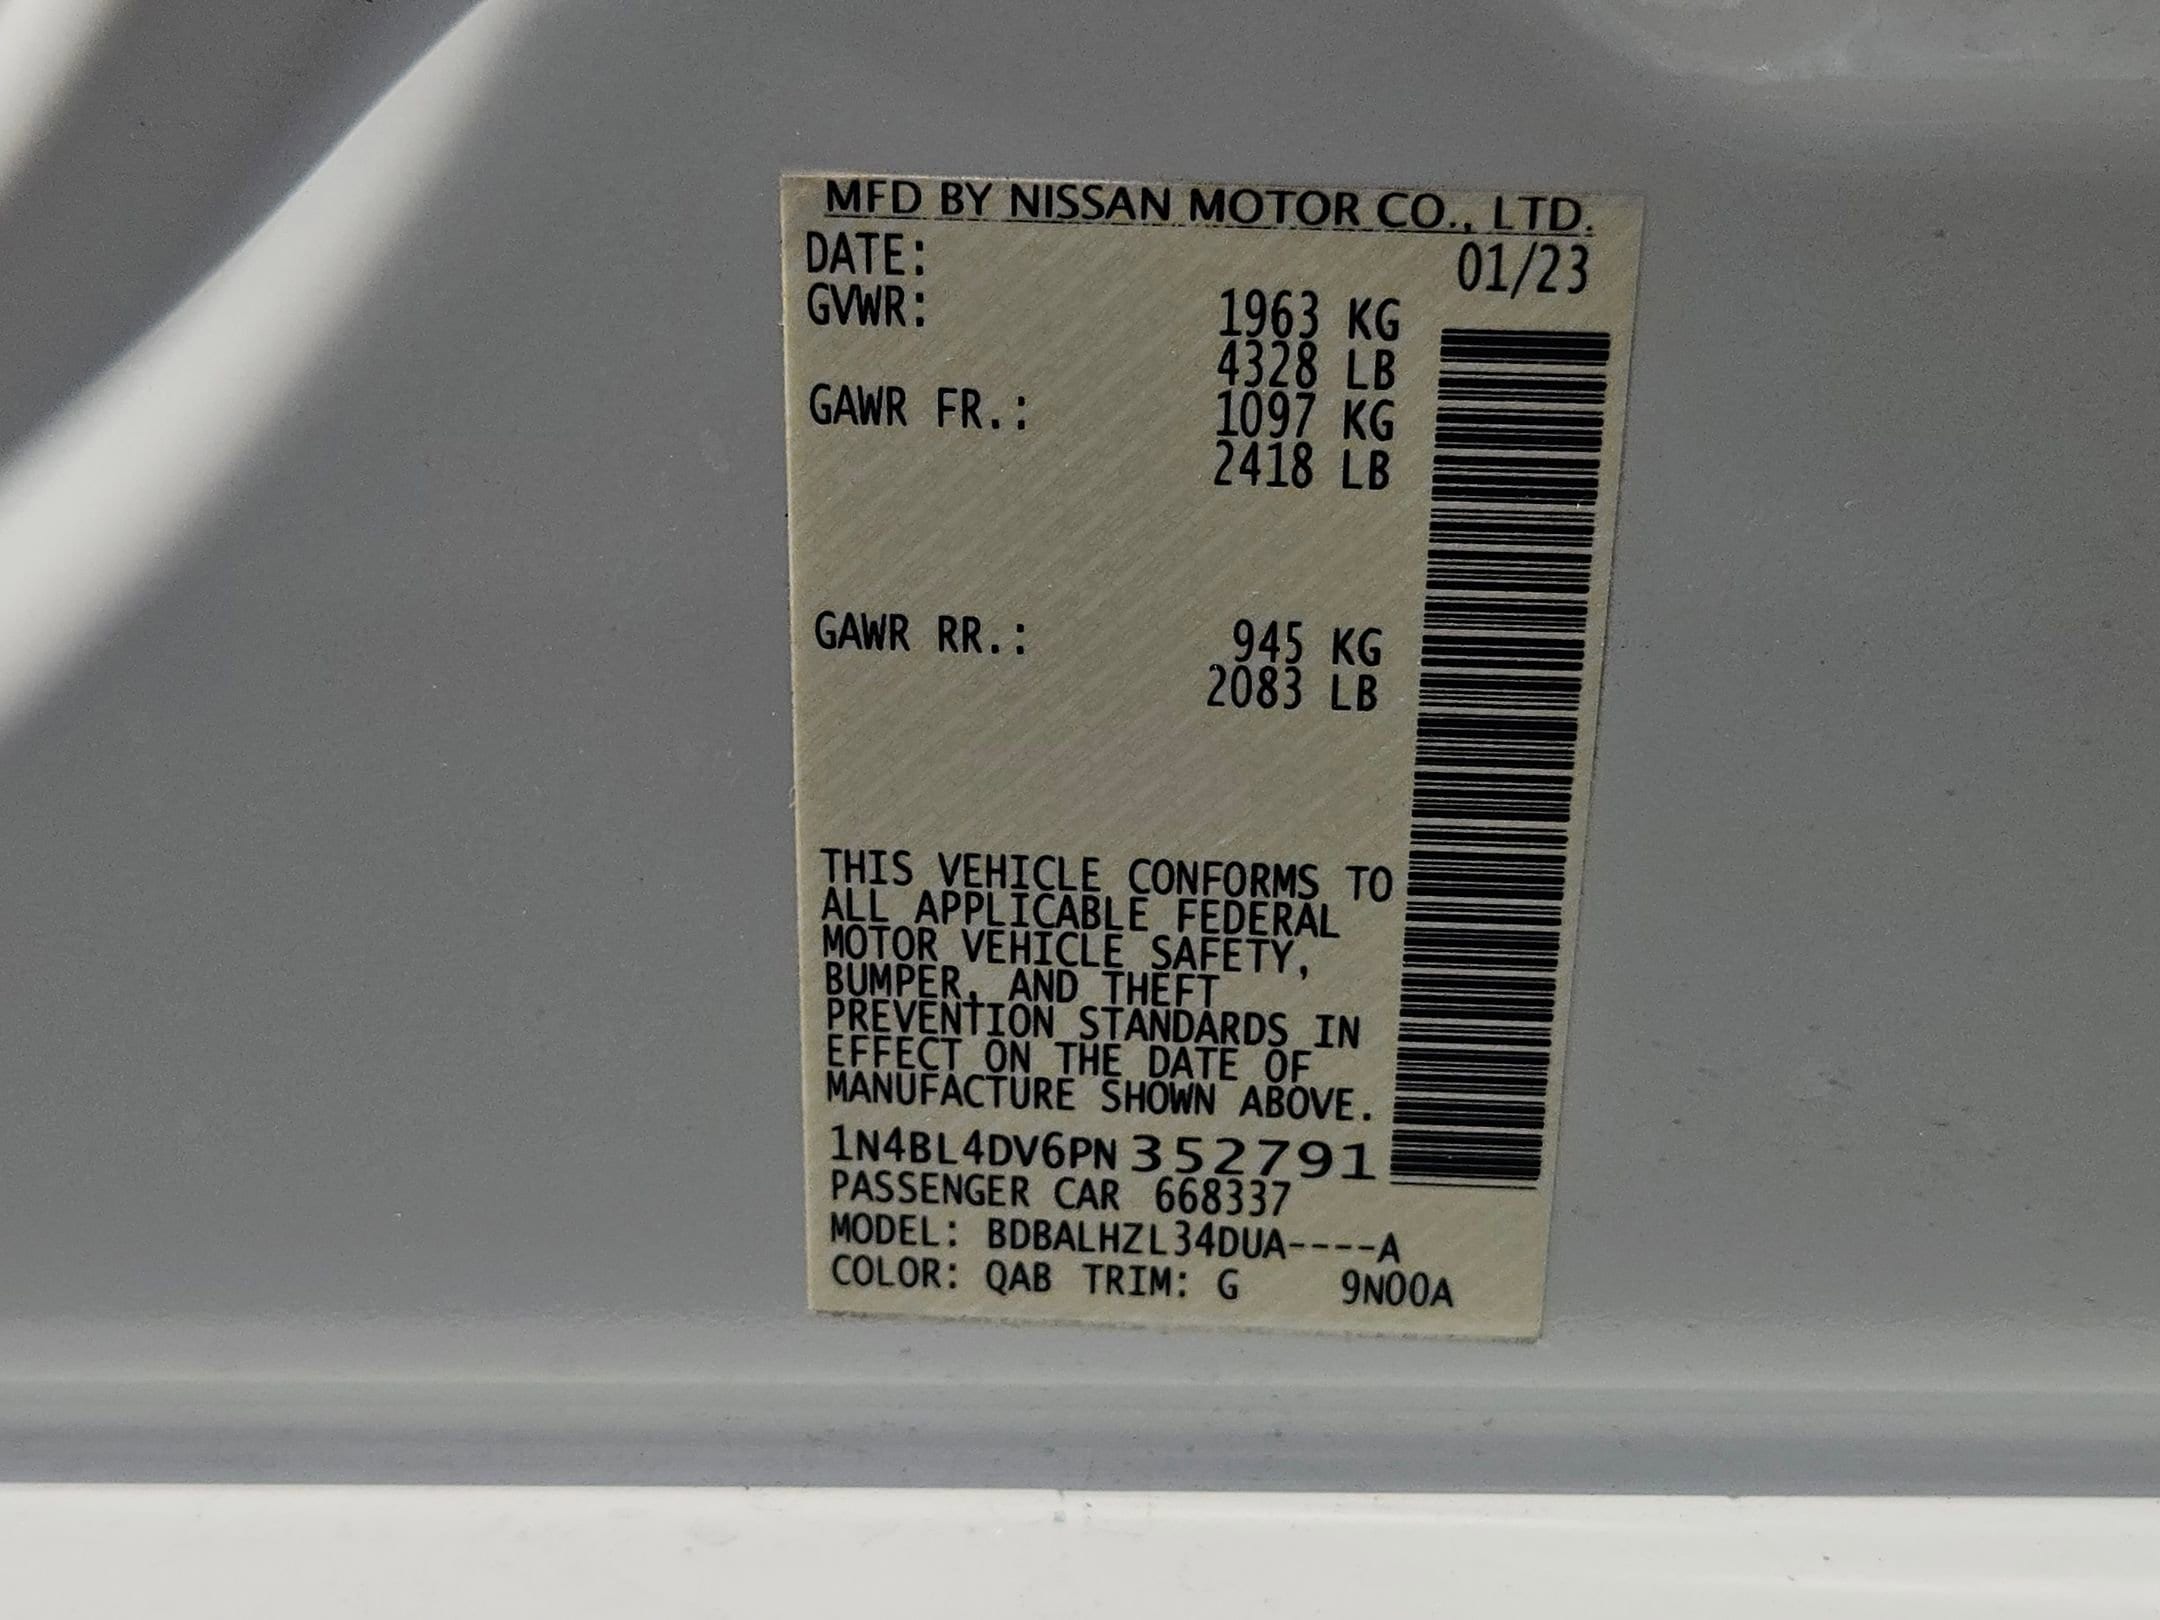 MFD BY NISSAN MOTOR CO., LTD.
DATE: 01/23
GVWR: 1963 KG
4328 LB
GAWR FR.: 1097 KG
2418 LB
GAWR RR.: 945 KG
2083 LB
THIS VEHICLE CONFORMS TO
ALL APPLICABLE FEDERAL
MOTOR VEHICLE SAFETY,
BUMPER, AND THEFT
PREVENTION STANDARDS IN
EFFECT ON THE DATE OF
MANUFACTURE SHOWN ABOVE.
1N4BL4DV6PN352791
PASSENGER CAR 668337
MODEL: BDBALHZL34DUA----A
COLOR: QAB TRIM: G 9N00A